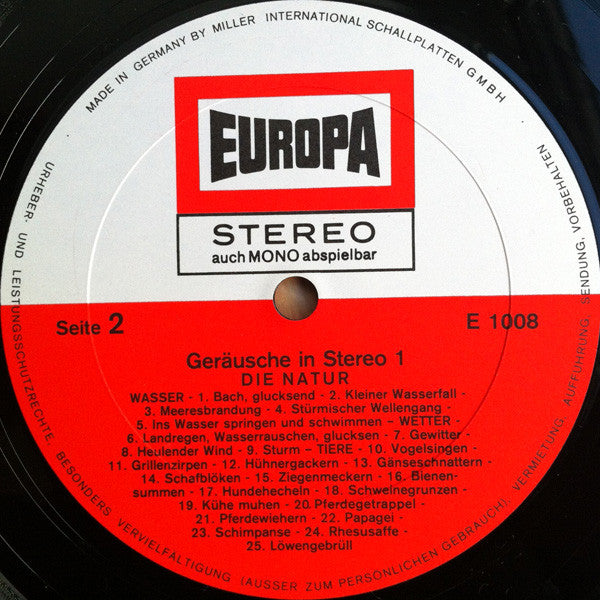 MADE IN GERMANY BY MILLER INTERNATIONAL SCHALLPLATTEN GMBH
EUROPA
STEREO
auch MONO abspielbar
Seite 2
E 1008
Geräusche in Stereo 1
DIE NATUR
WASSER - 1. Bach, glucksend - 2. Kleiner Wasserfall -
3. Meeresbrandung - 4. Stürmischer Wellengang -
5. Ins Wasser springen und schwimmen – WETTER -
6. Landregen, Wasserrauschen, glucksen - 7. Gewitter -
8. Heulender Wind - 9. Sturm – TIERE - 10. Vogelsingen -
11. Grillenzirpen - 12. Hühnergackern - 13. Gänseschnattern -
14. Schafblöken - 15. Ziegenmeckern - 16. Bienen-
summen - 17. Hundehecheln - 18. Schweinegrunzen -
19. Kühe muhen - 20. Pferdegetrappel -
21. Pferdewiehern - 22. Papagei -
23. Schimpanse - 24. Rhesusaffe -
25. Löwengebrüll
URHEBER- UND LEISTUNGSSCHUTZRECHTE, BESONDERS VERVIELFÄLTIGUNG (AUSSER ZUM PERSÖNLICHEN GEBRAUCH), VERMIETUNG, AUFFÜHRUNG, SENDUNG, VORBEHALTEN